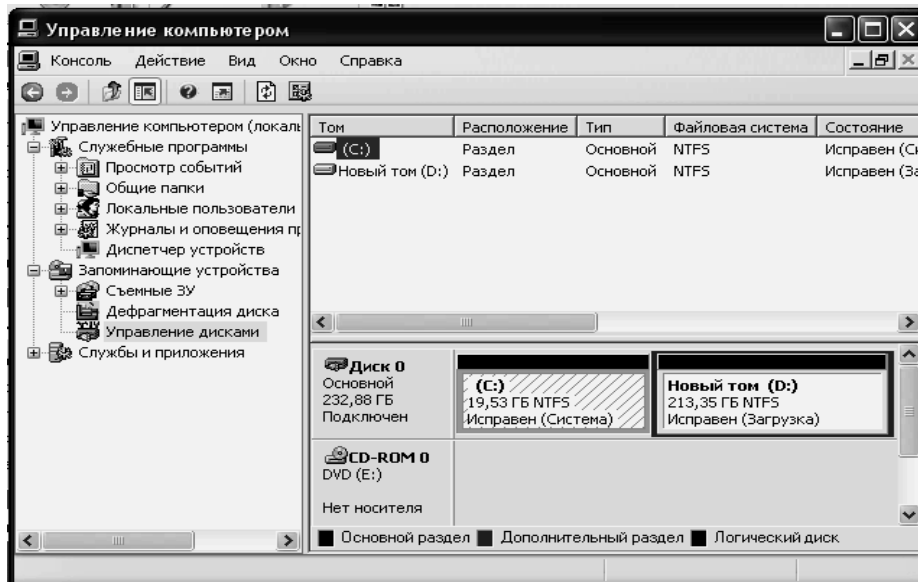 Управление компьютером
Консоль Действие Вид Окно Справка
Управление компьютером (локаль
Служебные программы
Просмотр событий
Общие папки
Локальные пользователи
Журналы и оповещения пр
Диспетчер устройств
Запоминающие устройства
Съемные ЗУ
Дефрагментация диска
Управление дисками
Службы и приложения
Том Расположение Тип Файловая система Состояние
(C:) Раздел Основной NTFS Исправен (Си
Новый том (D:) Раздел Основной NTFS Исправен (За
Диск 0
Основной
232,88 ГБ
Подключен
(C:)
19,53 ГБ NTFS
Исправен (Система)
Новый том (D:)
213,35 ГБ NTFS
Исправен (Загрузка)
CD-ROM 0
DVD (E:)
Нет носителя
Основной раздел Дополнительный раздел Логический диск